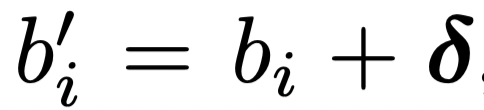 b′ᵢ = bᵢ + 𝜹